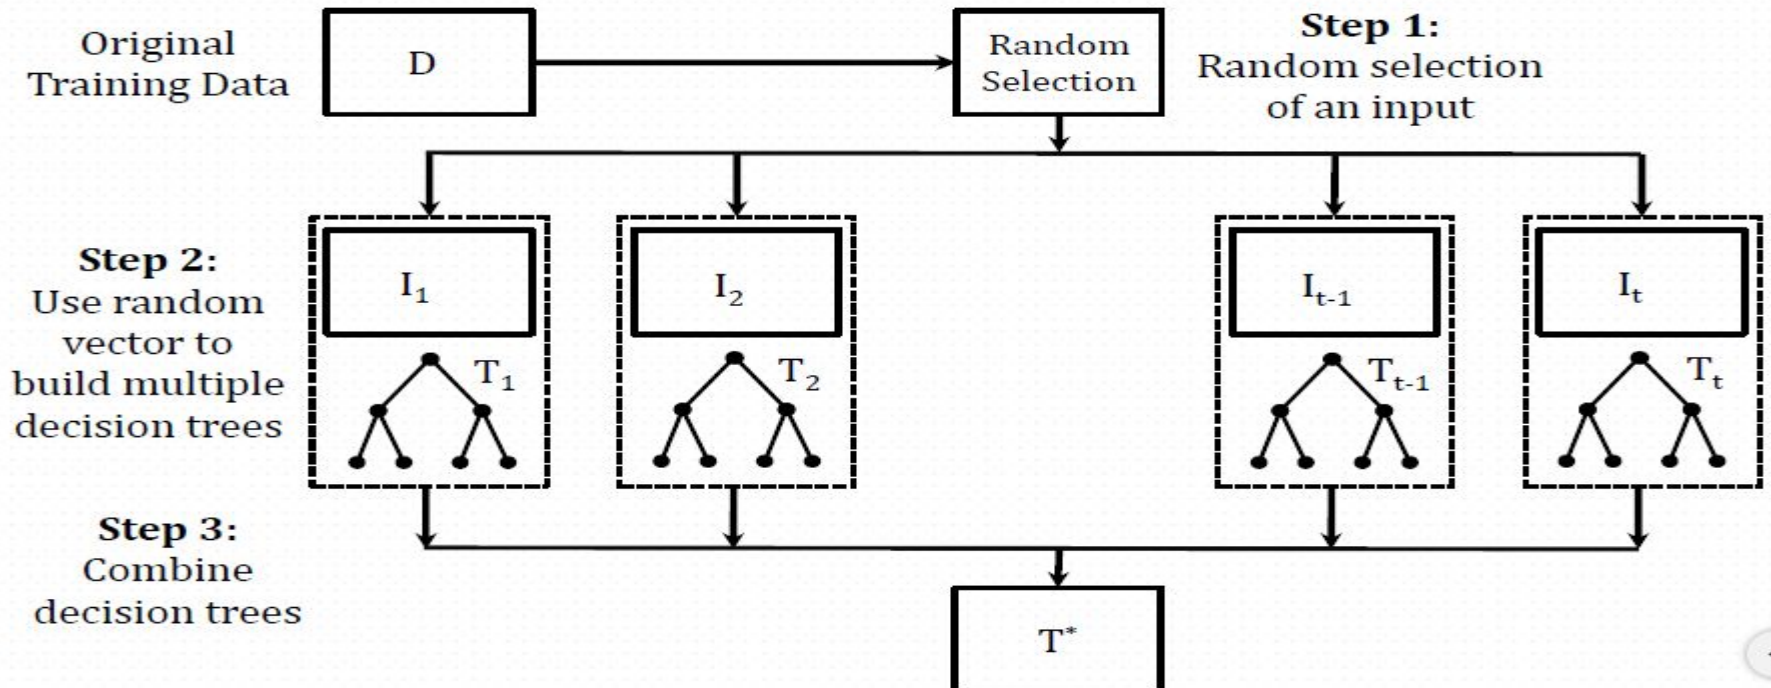 Original
Training Data
D
Random
Selection
Step 1:
Random selection
of an input
Step 2:
Use random
vector to
build multiple
decision trees
I₁
I₂
Iₜ₋₁
Iₜ
T₁
T₂
Tₜ₋₁
Tₜ
Step 3:
Combine
decision trees
T*